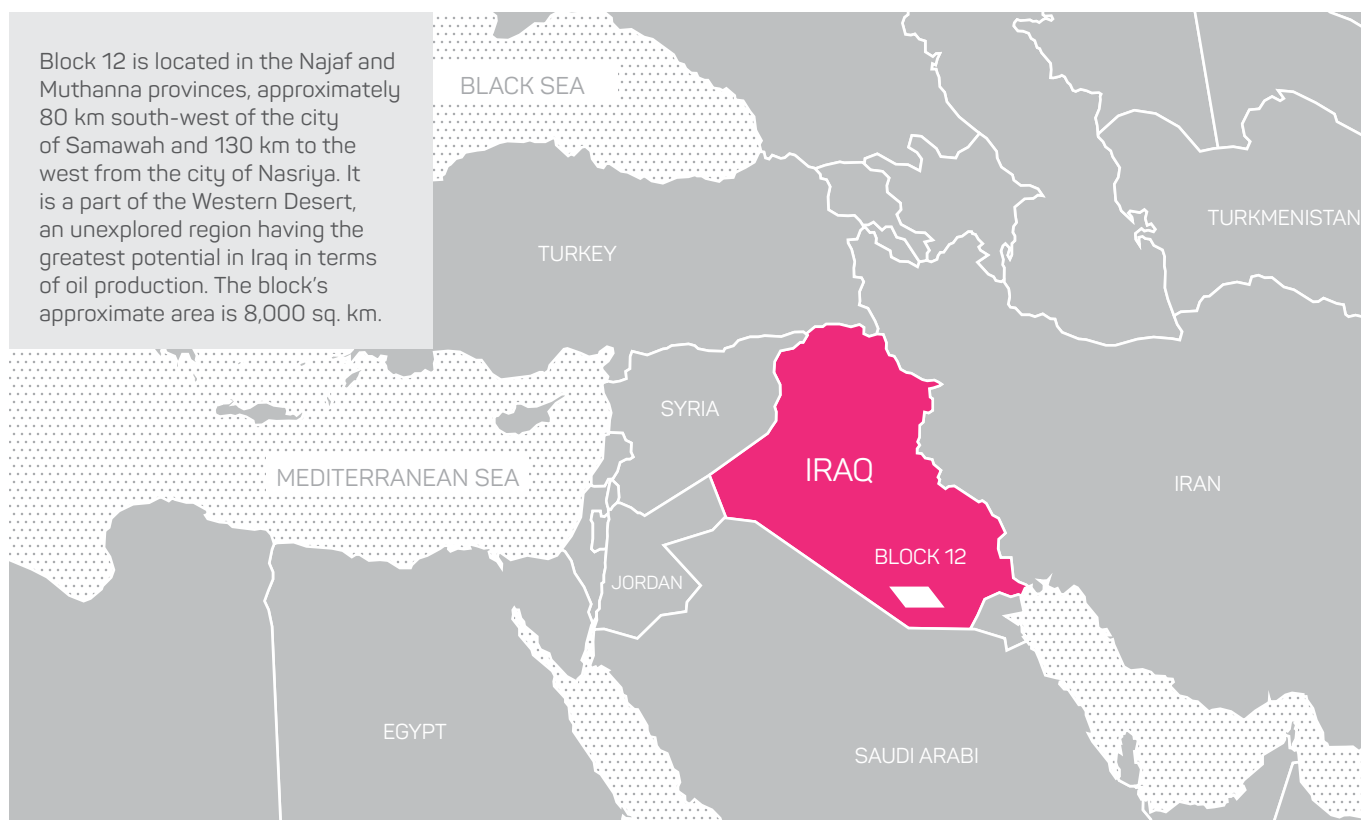 Block 12 is located in the Najaf and
Muthanna provinces, approximately
80 km south-west of the city
of Samawah and 130 km to the
west from the city of Nasriya. It
is a part of the Western Desert,
an unexplored region having the
greatest potential in Iraq in terms
of oil production. The block's
approximate area is 8,000 sq. km.
BLACK SEA
TURKMENISTAN
TURKEY
SYRIA
IRAQ
MEDITERRANEAN SEA
IRAN
BLOCK 12
JORDAN
EGYPT
SAUDI ARABI